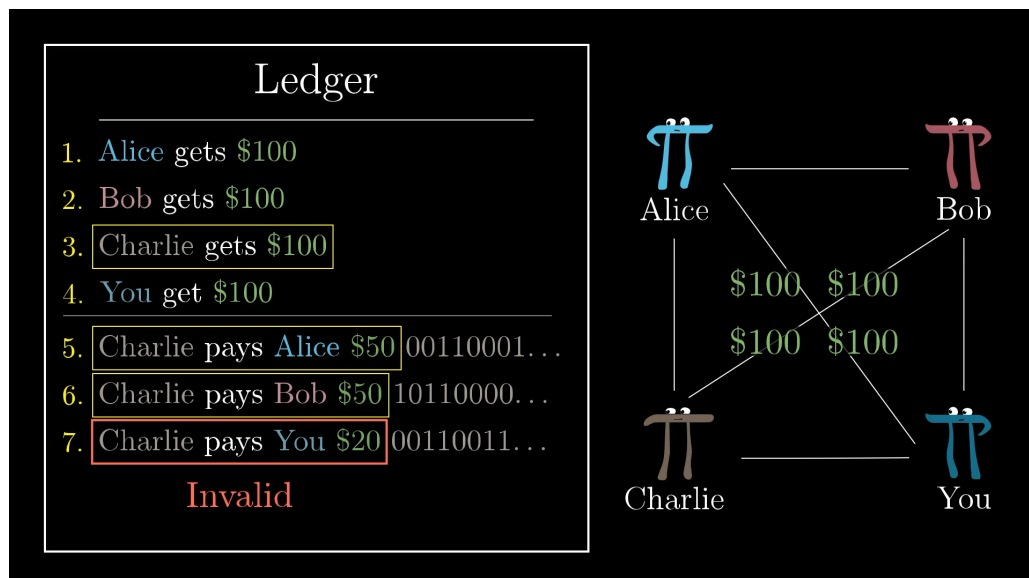 Ledger
1. Alice gets $100
2. Bob gets $100
3. Charlie gets $100
4. You get $100
5. Charlie pays Alice $50 00110001...
6. Charlie pays Bob $50 10110000...
7. Charlie pays You $20 00110011...
Invalid
Alice
Bob
$100 $100
$100 $100
Charlie
You